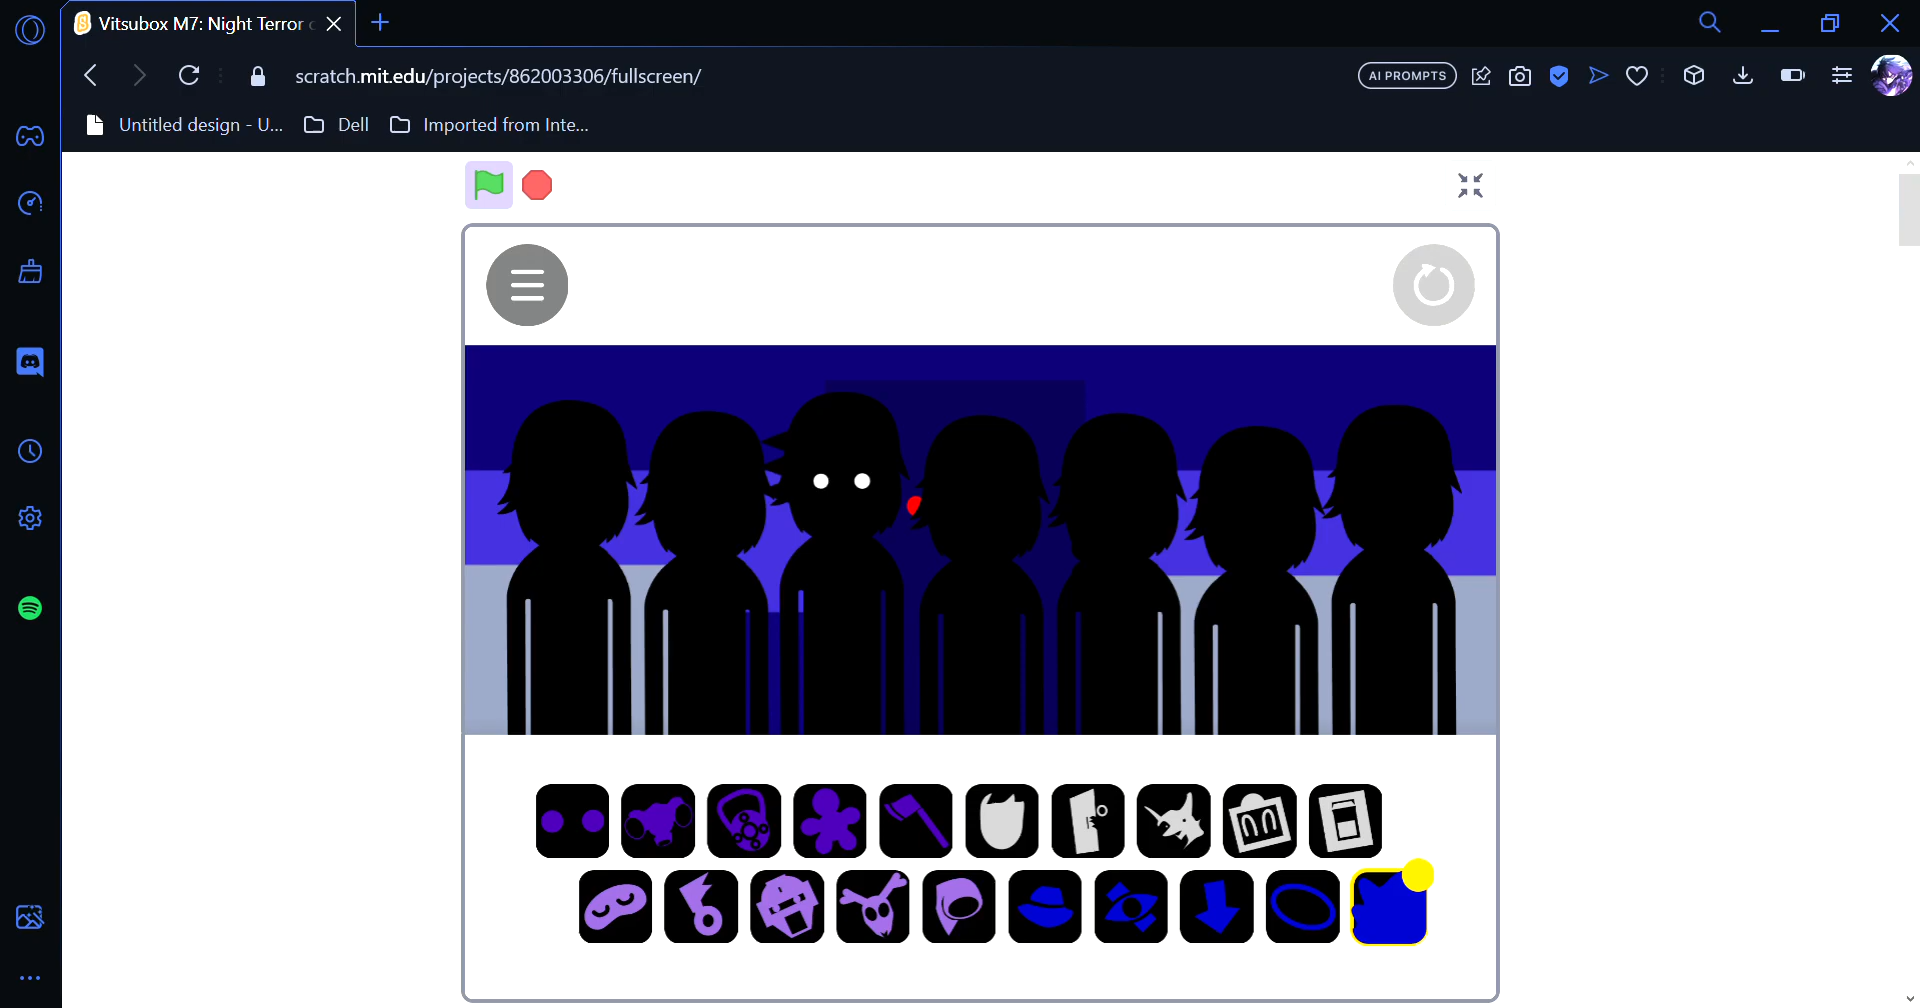 Vitsubox M7: Night Terror
scratch.mit.edu/projects/862003306/fullscreen/
AI PROMPTS
Untitled design - U...
Dell
Imported from Inte...